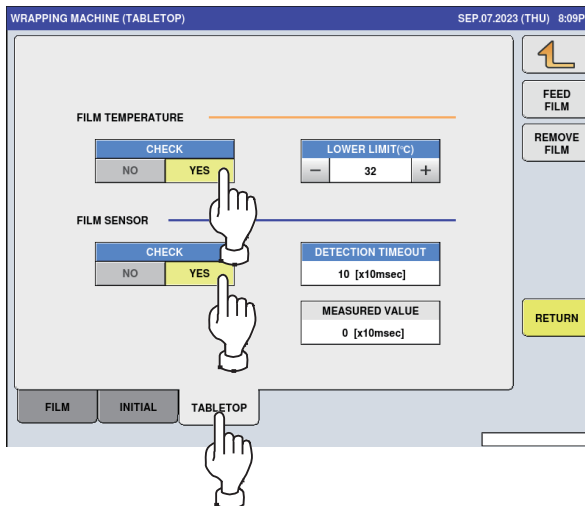 WRAPPING MACHINE (TABLETOP) SEP.07.2023 (THU) 8:09P
FEED
FILM
REMOVE
FILM
FILM TEMPERATURE
CHECK LOWER LIMIT(°C)
NO YES − 32 +
FILM SENSOR
CHECK DETECTION TIMEOUT
NO YES 10 [x10msec]
MEASURED VALUE
0 [x10msec]
RETURN
FILM INITIAL TABLETOP